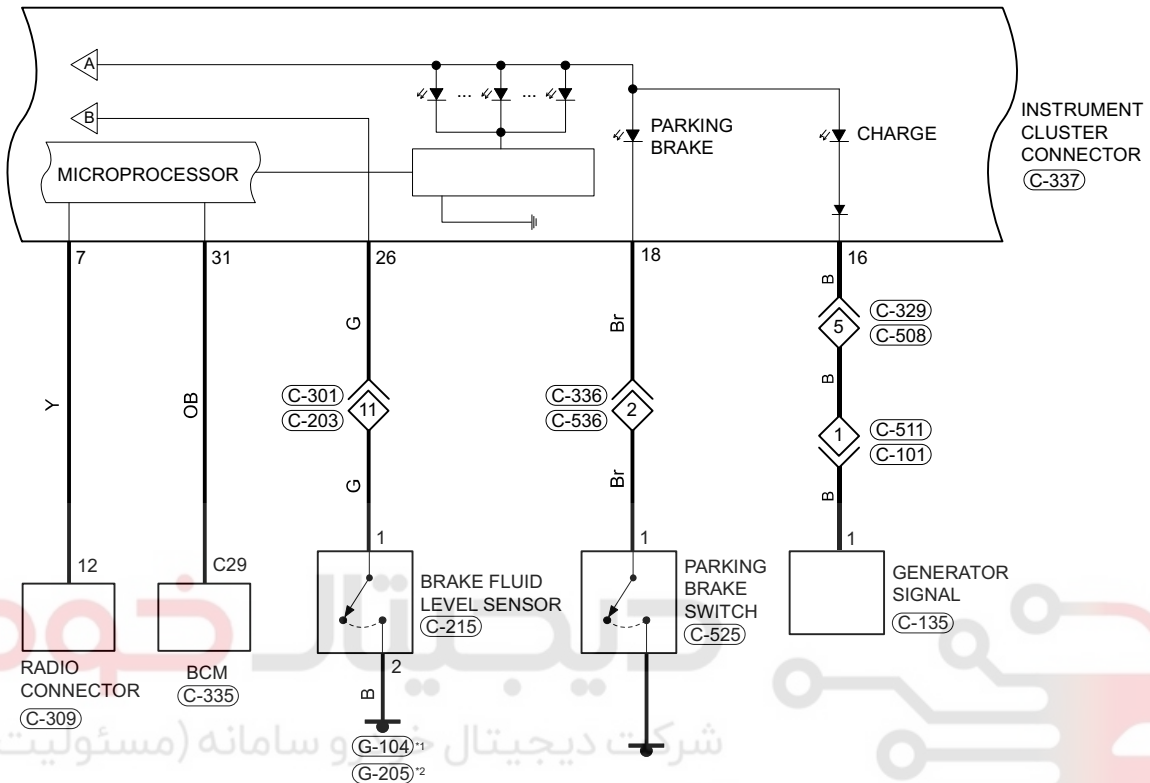 A
B
MICROPROCESSOR
...
...
PARKING
BRAKE
CHARGE
INSTRUMENT
CLUSTER
CONNECTOR
C-337
7
31
26
18
16
Y
OB
G
Br
B
C-301
C-203
11
C-336
C-536
2
5
C-329
C-508
B
1
C-511
C-101
G
Br
B
12
C29
1
1
1
RADIO
CONNECTOR
C-309
BCM
C-335
BRAKE FLUID
LEVEL SENSOR
C-215
2
B
G-104 *1
G-205 *2
PARKING
BRAKE
SWITCH
C-525
GENERATOR
SIGNAL
C-135
دیجیتال خود
شرکت دیجیتال خودرو سامانه (مسئولیت